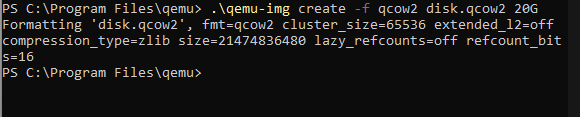 PS C:\Program Files\qemu> .\qemu-img create -f qcow2 disk.qcow2 20G
Formatting 'disk.qcow2', fmt=qcow2 cluster_size=65536 extended_l2=off
compression_type=zlib size=21474836480 lazy_refcounts=off refcount_bit
s=16
PS C:\Program Files\qemu>